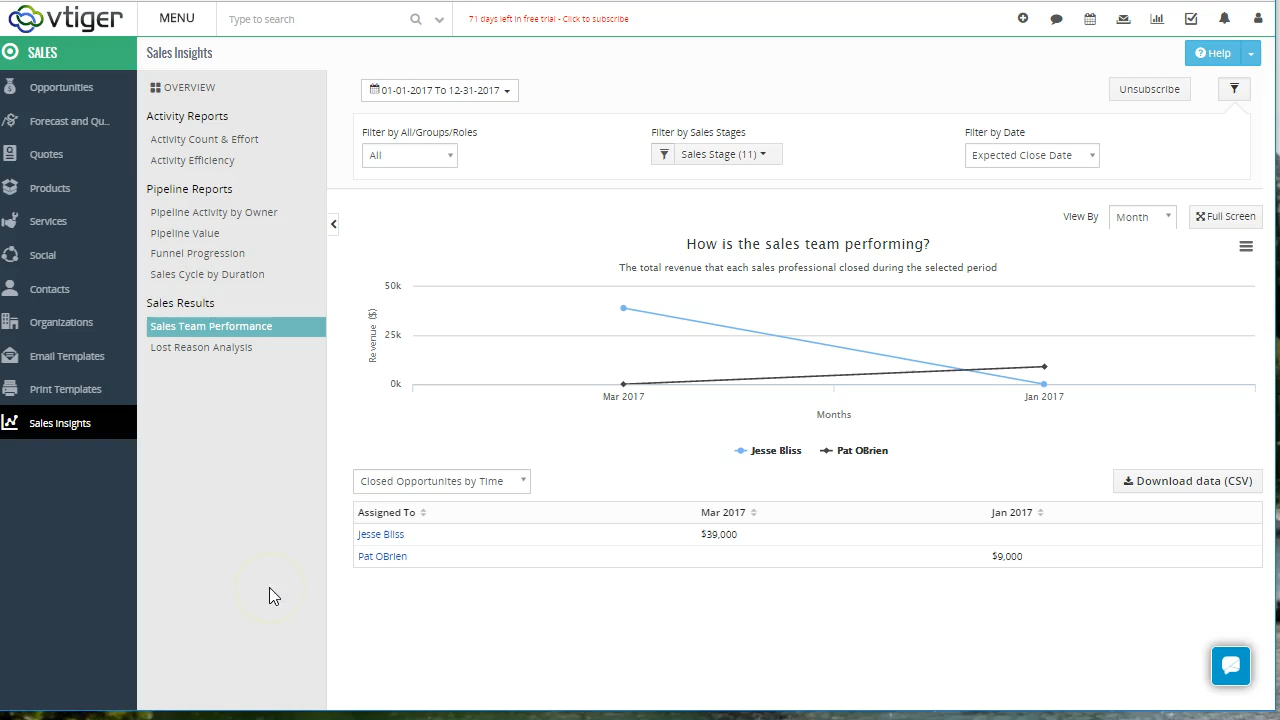 vtiger
MENU
Type to search
71 days left in free trial - Click to subscribe
SALES
Opportunities
Forecast and Qu..
Quotes
Products
Services
Social
Contacts
Organizations
Email Templates
Print Templates
Sales Insights
Sales Insights
Help
OVERVIEW
Activity Reports
Activity Count & Effort
Activity Efficiency
Pipeline Reports
Pipeline Activity by Owner
Pipeline Value
Funnel Progression
Sales Cycle by Duration
Sales Results
Sales Team Performance
Lost Reason Analysis
01-01-2017 To 12-31-2017
Unsubscribe
Filter by All/Groups/Roles
Filter by Sales Stages
Filter by Date
All
Sales Stage (11)
Expected Close Date
View By
Month
Full Screen
How is the sales team performing?
The total revenue that each sales professional closed during the selected period
Revenue ($)
50k
25k
0k
Mar 2017
Jan 2017
Months
Jesse Bliss
Pat OBrien
Closed Opportunites by Time
Download data (CSV)
Assigned To
Mar 2017
Jan 2017
Jesse Bliss
$39,000
Pat OBrien
$9,000